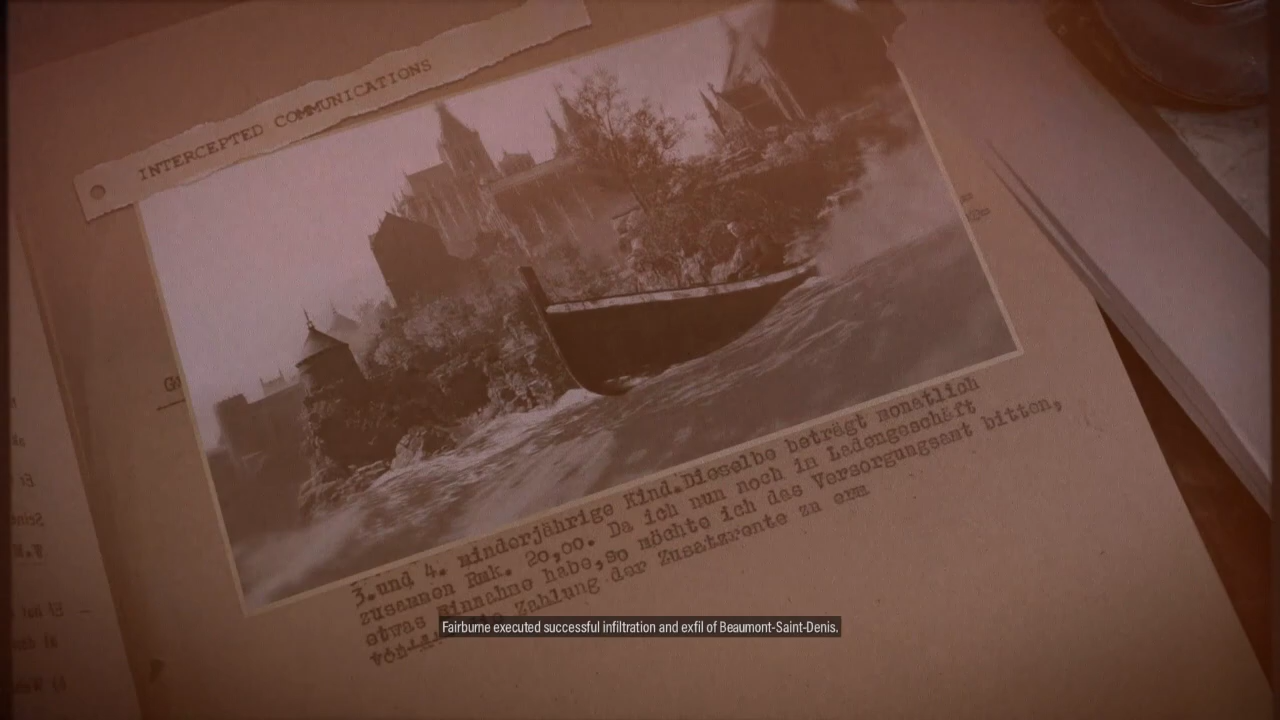 INTERCEPTED COMMUNICATIONS
3.und 4. minderjährige Kind.Dieselbe beträgt monatlich
zusammen Rmk. 20,00. Da ich nun noch in Ladengeschäft
etwas Einnahme habe,so möchte ich das Versorgungsamt bitten,
Zahlung der Zusatzrente zu erm
Fairburne executed successful infiltration and exfil of Beaumont-Saint-Denis.